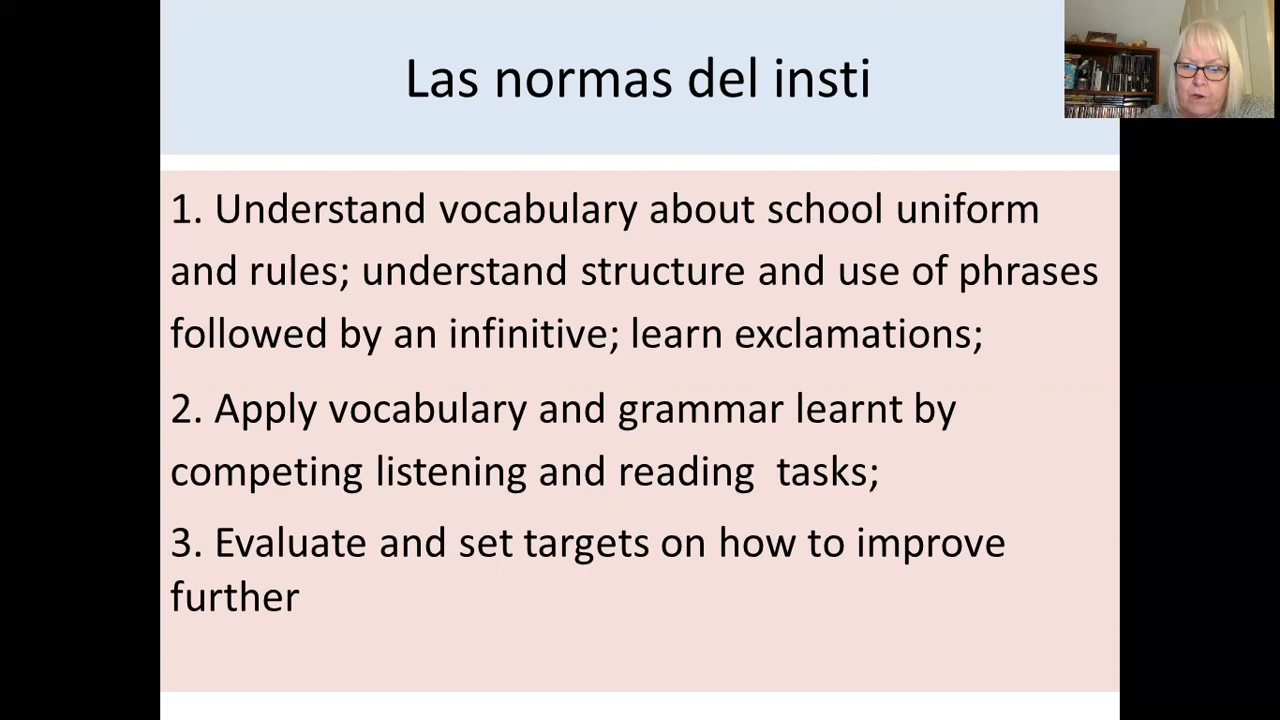 Las normas del insti
1. Understand vocabulary about school uniform
and rules; understand structure and use of phrases
followed by an infinitive; learn exclamations;
2. Apply vocabulary and grammar learnt by
competing listening and reading  tasks;
3. Evaluate and set targets on how to improve
further